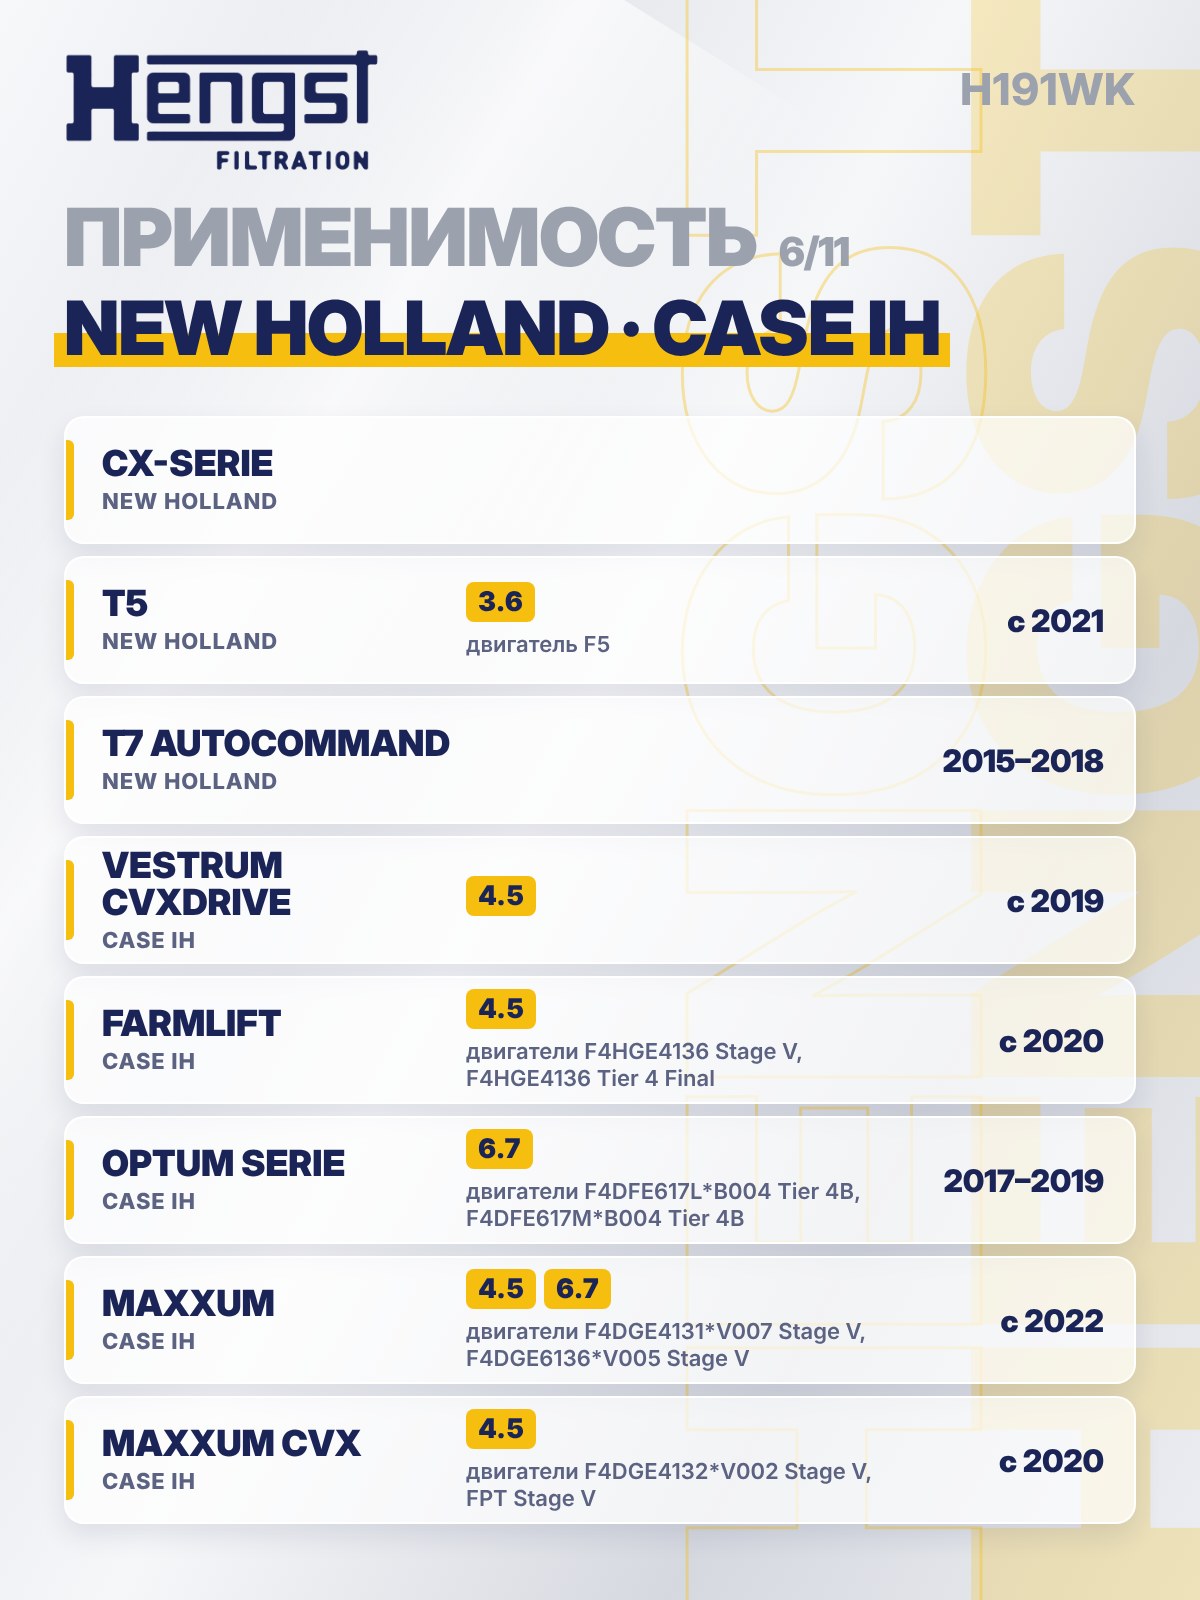 Hengst
FILTRATION
H191WK
ПРИМЕНИМОСТЬ 6/11
NEW HOLLAND · CASE IH
CX-SERIE
NEW HOLLAND
T5
NEW HOLLAND
3.6
двигатель F5
с 2021
T7 AUTOCOMMAND
NEW HOLLAND
2015–2018
VESTRUM
CVXDRIVE
CASE IH
4.5
с 2019
FARMLIFT
CASE IH
4.5
двигатели F4HGE4136 Stage V,
F4HGE4136 Tier 4 Final
с 2020
OPTUM SERIE
CASE IH
6.7
двигатели F4DFE617L*B004 Tier 4B,
F4DFE617M*B004 Tier 4B
2017–2019
MAXXUM
CASE IH
4.5 6.7
двигатели F4DGE4131*V007 Stage V,
F4DGE6136*V005 Stage V
с 2022
MAXXUM CVX
CASE IH
4.5
двигатели F4DGE4132*V002 Stage V,
FPT Stage V
с 2020
HENGST
HENGST